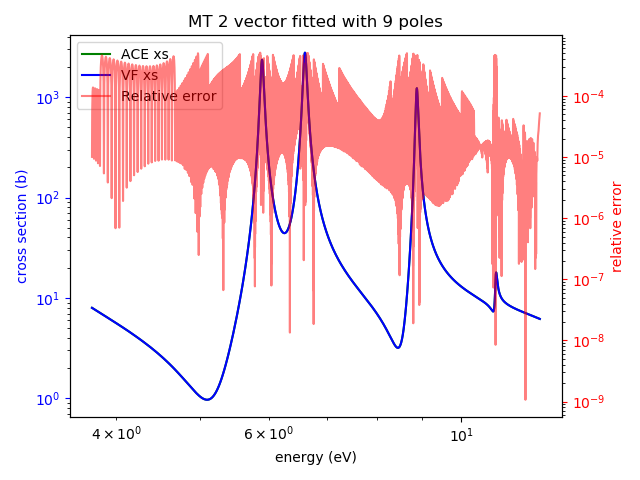 MT 2 vector fitted with 9 poles
ACE xs
VF xs
Relative error
cross section (b)
10³
10²
10¹
10⁰
relative error
10⁻⁴
10⁻⁵
10⁻⁶
10⁻⁷
10⁻⁸
10⁻⁹
4 × 10⁰
6 × 10⁰
10¹
energy (eV)